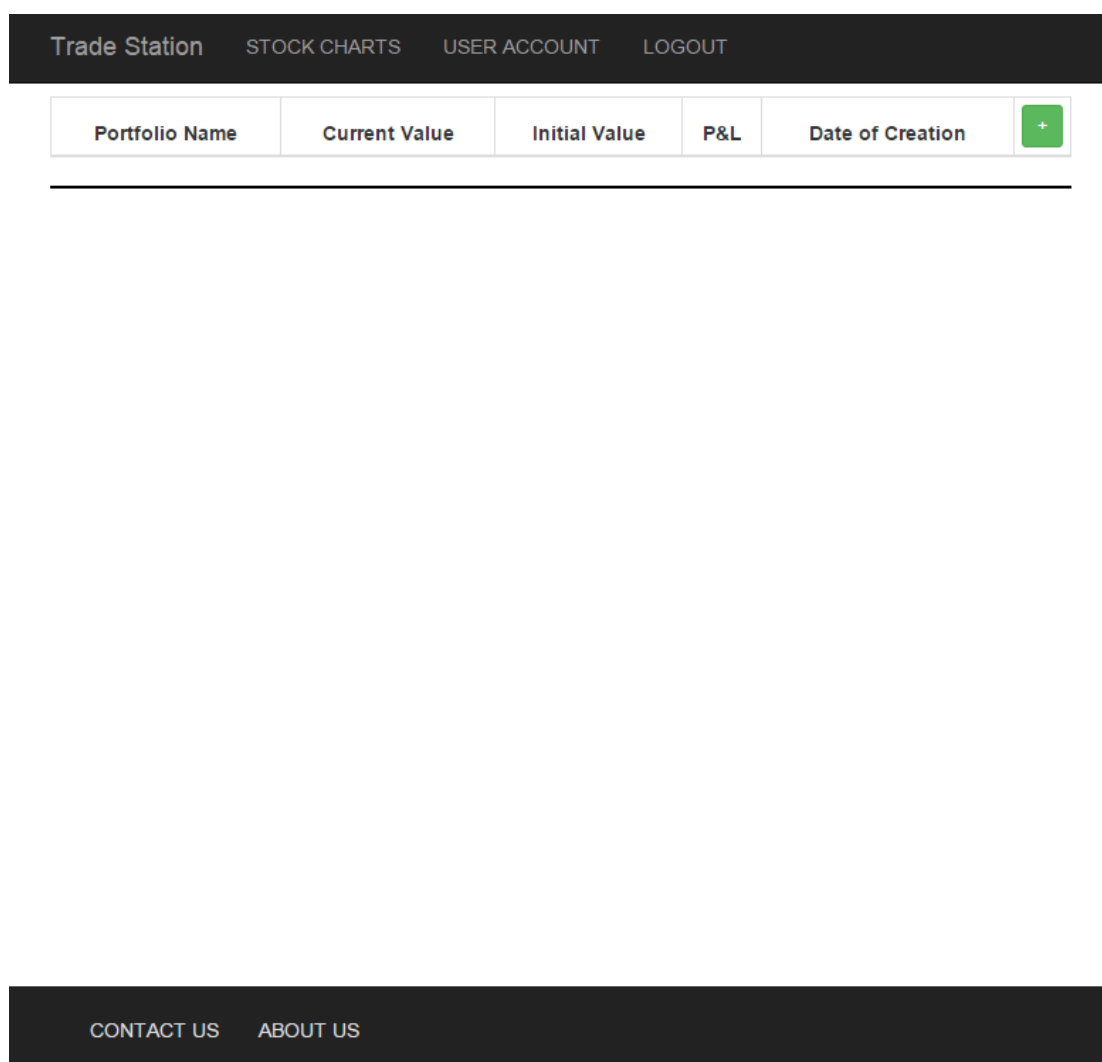 Trade Station STOCK CHARTS USER ACCOUNT LOGOUT
Portfolio Name Current Value Initial Value P&L Date of Creation +
CONTACT US ABOUT US